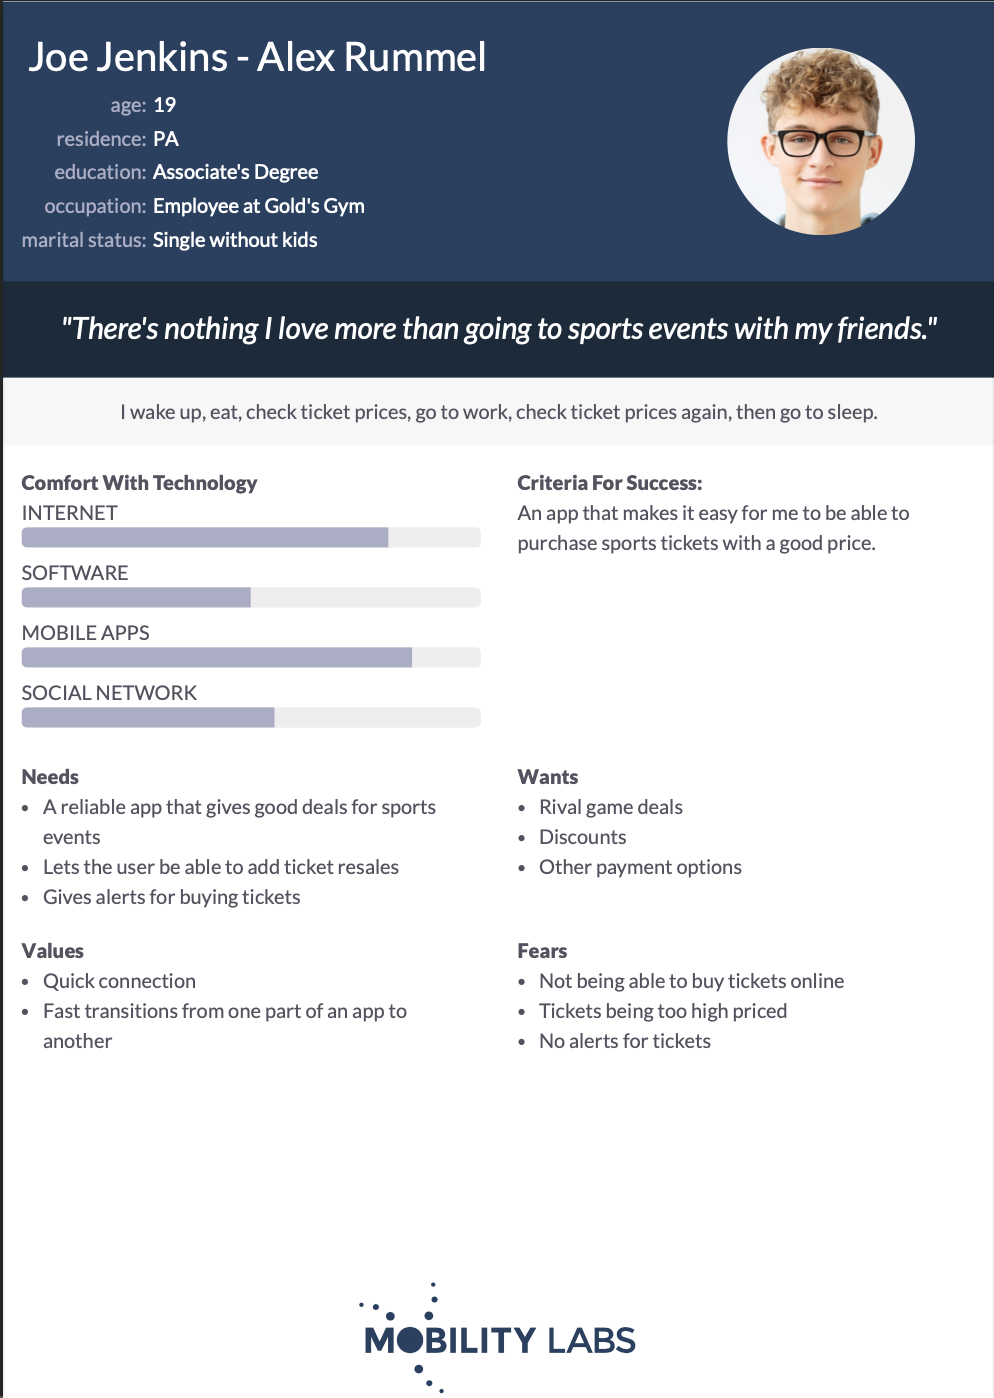 Joe Jenkins - Alex Rummel
age: 19
residence: PA
education: Associate's Degree
occupation: Employee at Gold's Gym
marital status: Single without kids
"There's nothing I love more than going to sports events with my friends."
I wake up, eat, check ticket prices, go to work, check ticket prices again, then go to sleep.
Comfort With Technology
INTERNET
SOFTWARE
MOBILE APPS
SOCIAL NETWORK
Criteria For Success:
An app that makes it easy for me to be able to
purchase sports tickets with a good price.
Needs
• A reliable app that gives good deals for sports
events
• Lets the user be able to add ticket resales
• Gives alerts for buying tickets
Wants
• Rival game deals
• Discounts
• Other payment options
Values
• Quick connection
• Fast transitions from one part of an app to
another
Fears
• Not being able to buy tickets online
• Tickets being too high priced
• No alerts for tickets
MOBILITY LABS